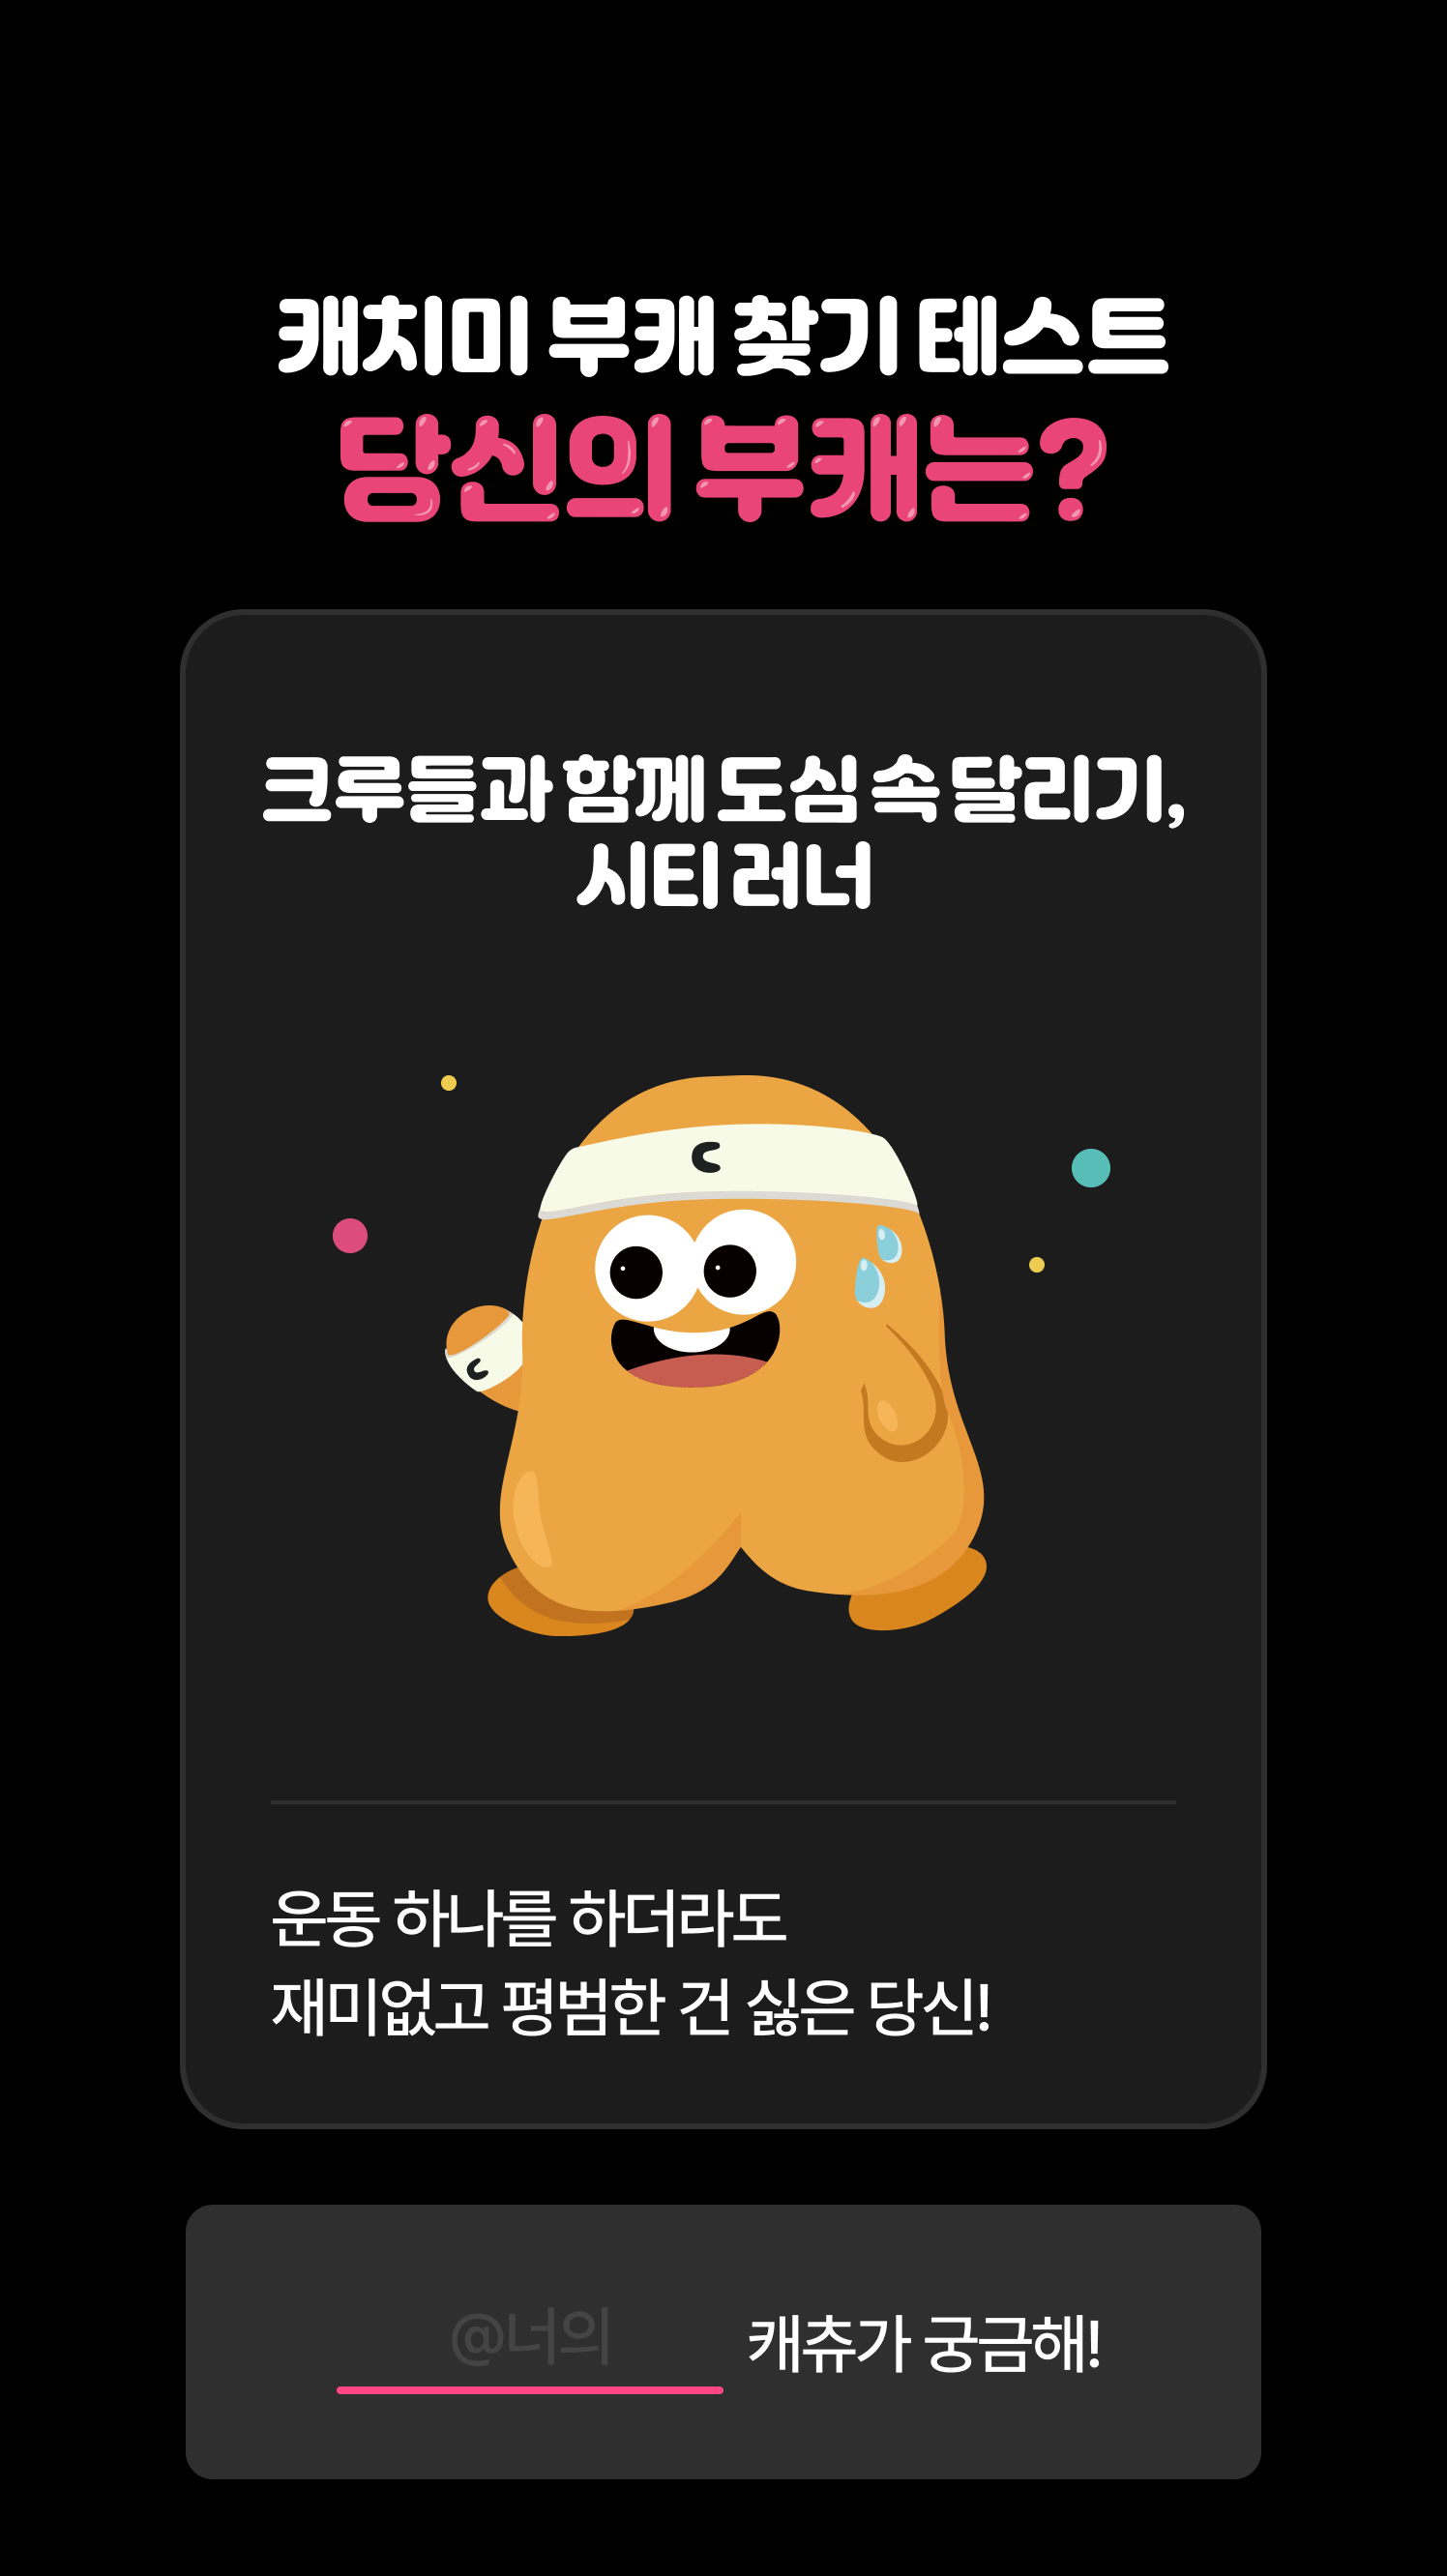 캐치미 부캐 찾기 테스트
당신의 부캐는?
크루들과 함께 도심 속 달리기,
시티 러너
C
C
운동 하나를 하더라도
재미없고 평범한 건 싫은 당신!
@너의 캐츄가 궁금해!